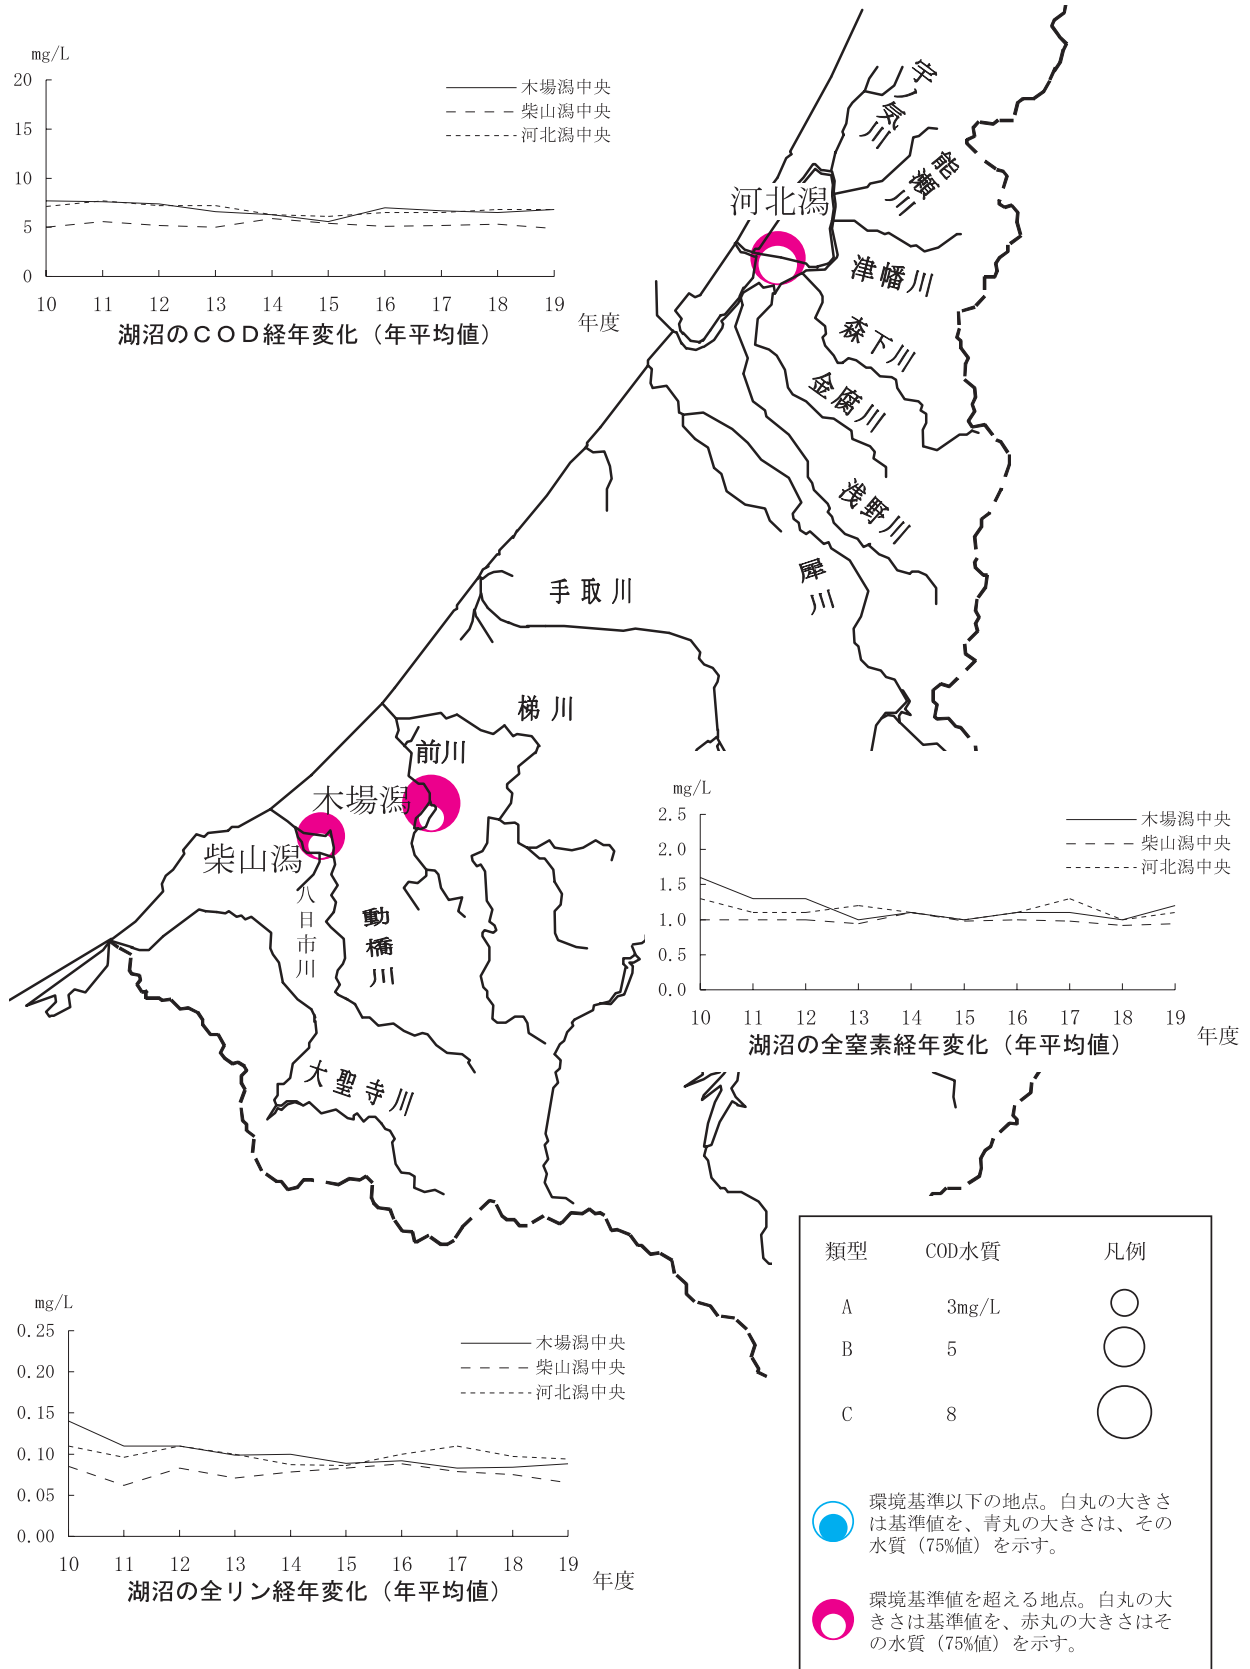 mg/L
20
15
10
5
0
10 11 12 13 14 15 16 17 18 19
年度
木場潟中央
柴山潟中央
河北潟中央
湖沼のCOD経年変化（年平均値）
宇ノ気川
能瀬川
河北潟
津幡川
森下川
金腐川
浅野川
犀川
手取川
梯川
前川
木場潟
柴山潟
八日市川
動橋川
大聖寺川
mg/L
2.5
2.0
1.5
1.0
0.5
0.0
10 11 12 13 14 15 16 17 18 19
年度
木場潟中央
柴山潟中央
河北潟中央
湖沼の全窒素経年変化（年平均値）
mg/L
0.25
0.20
0.15
0.10
0.05
0.00
10 11 12 13 14 15 16 17 18 19
年度
木場潟中央
柴山潟中央
河北潟中央
湖沼の全リン経年変化（年平均値）
類型 COD水質 凡例
A 3mg/L
B 5
C 8
環境基準以下の地点。白丸の大きさ
は基準値を、青丸の大きさは、その
水質（75%値）を示す。
環境基準値を超える地点。白丸の大
きさは基準値を、赤丸の大きさはそ
の水質（75%値）を示す。